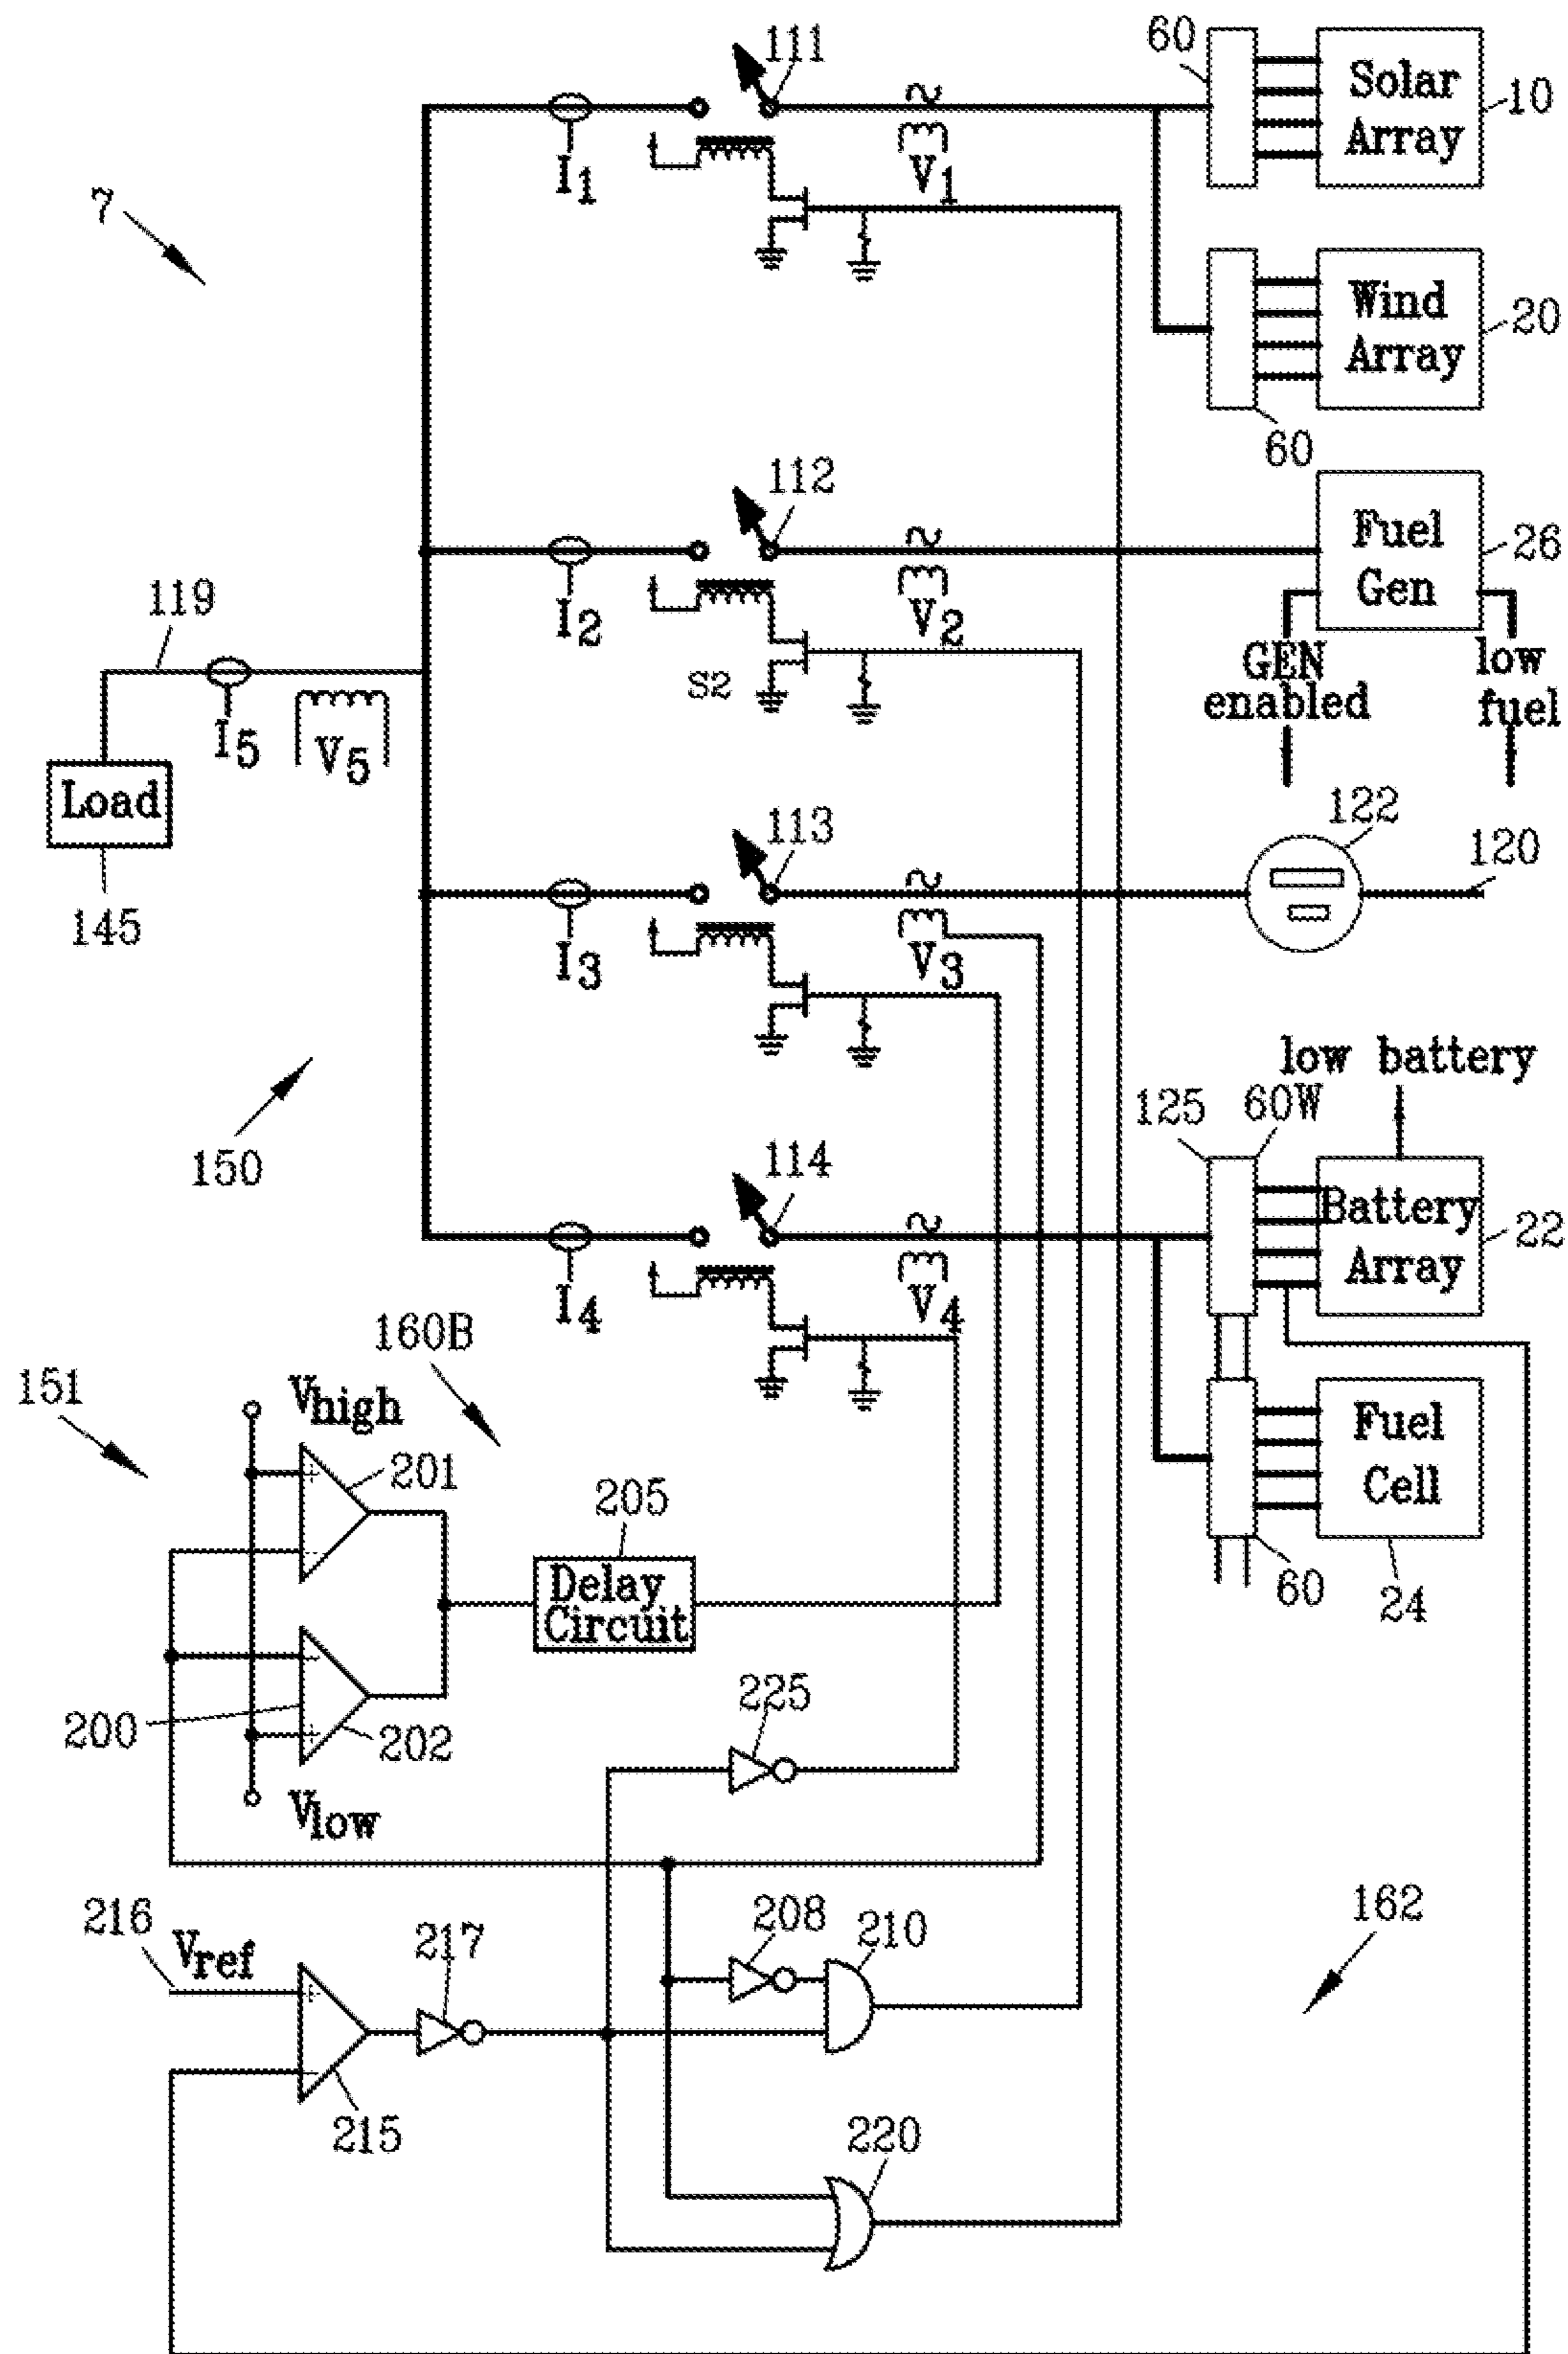 111
60
Solar
Array
10
I1
V1
7
Wind
Array
20
60
112
Fuel
Gen
26
I2
V2
S2
GEN
enabled
low
fuel
119
I5
V5
Load
145
113
122
120
I3
V3
low battery
125
60W
150
114
Battery
Array
22
I4
V4
160B
151
Vhigh
201
Fuel
Cell
205
Delay
Circuit
60
24
200
202
225
Vlow
216
Vref
217
208
210
162
215
220